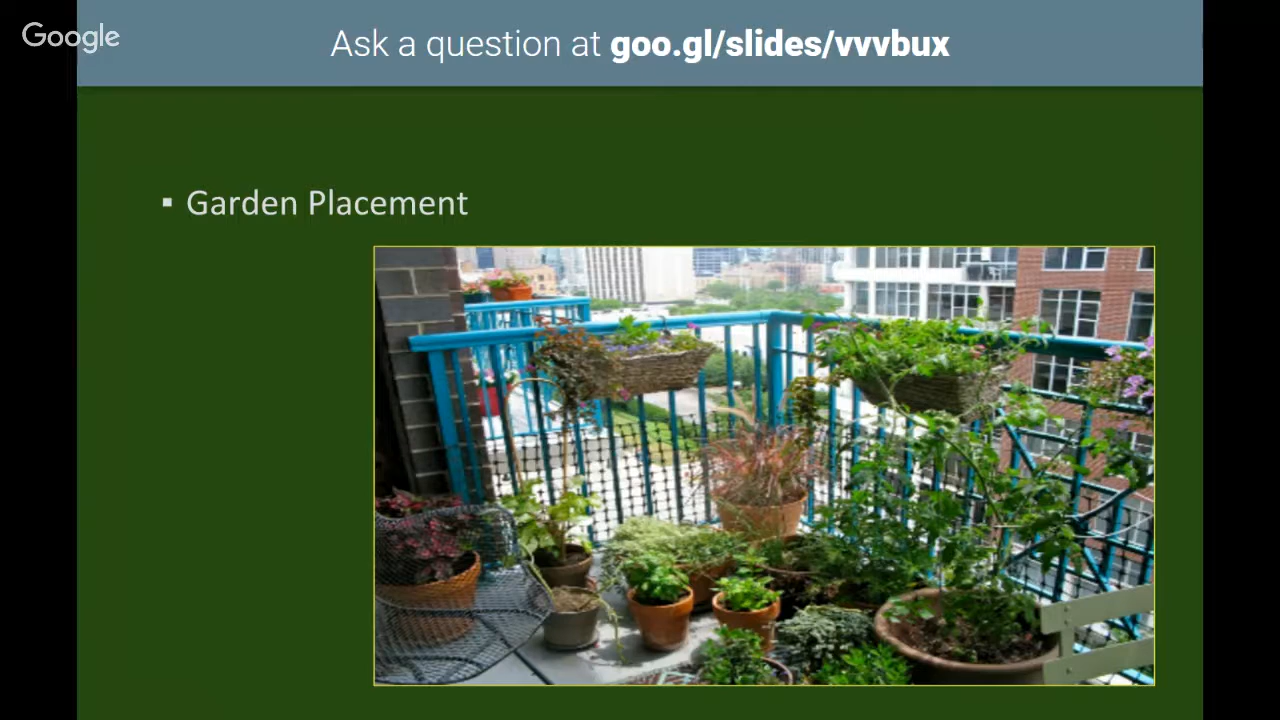 Google
Ask a question at goo.gl/slides/vvvbux
▪ Garden Placement